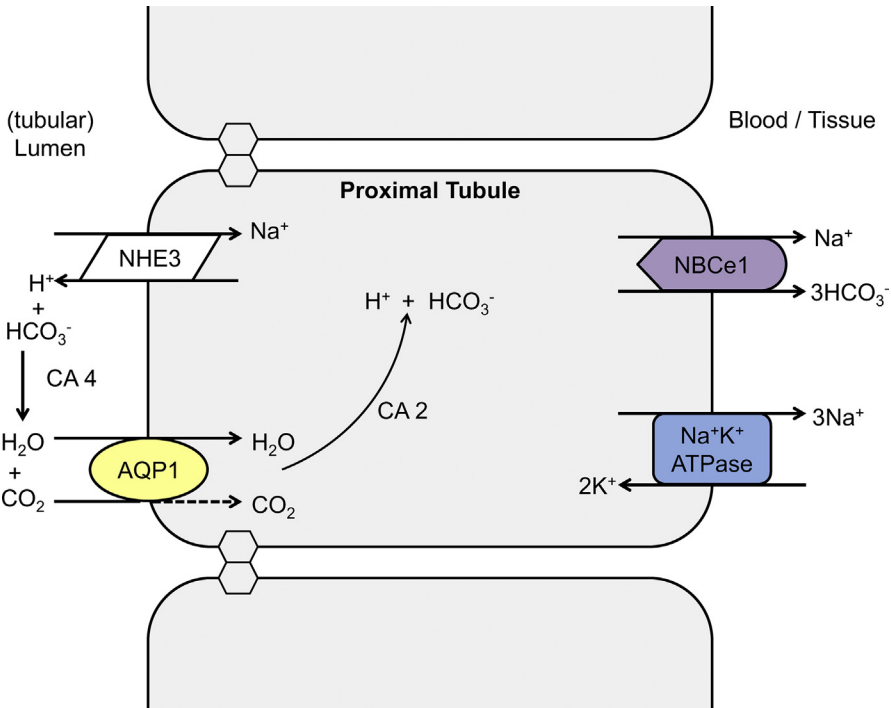 (tubular)
Lumen
Blood / Tissue
Proximal Tubule
Na⁺
NHE3
H⁺
+
HCO₃⁻
CA 4
H₂O
+
CO₂
AQP1
H₂O
CO₂
H⁺ + HCO₃⁻
CA 2
Na⁺
NBCe1
3HCO₃⁻
3Na⁺
Na⁺K⁺
ATPase
2K⁺